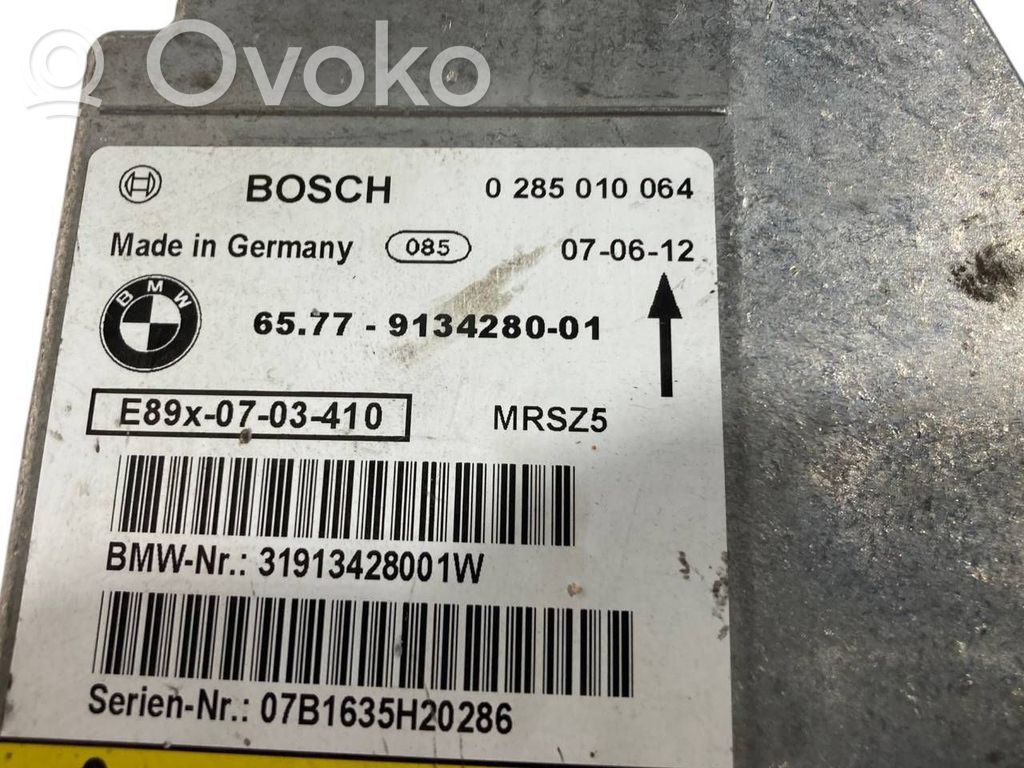 Ovoko
BOSCH 0 285 010 064
Made in Germany 085 07-06-12
BMW 65.77 - 9134280-01
E89x-07-03-410 MRSZ5
BMW-Nr.: 31913428001W
Serien-Nr.: 07B1635H20286